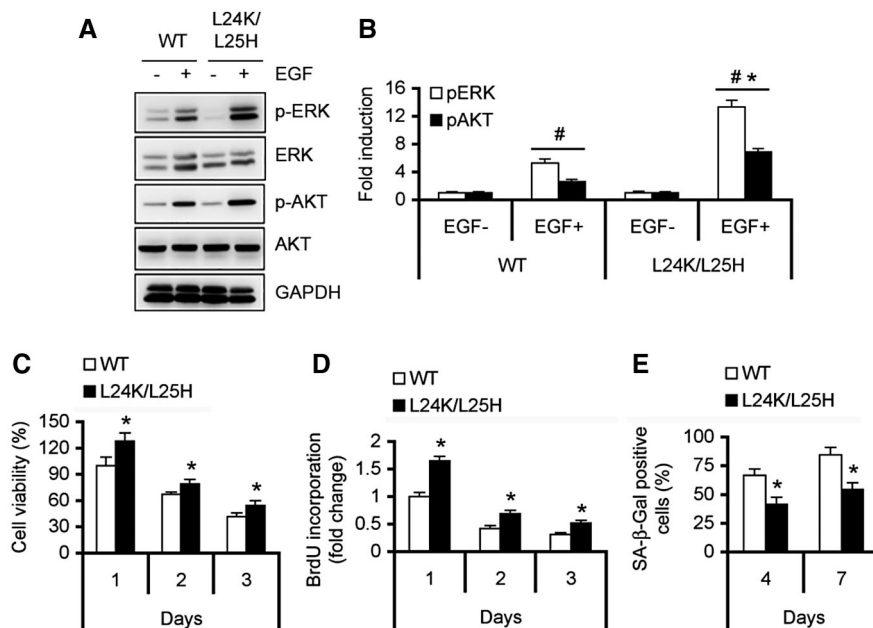 A
WT
L24K/
L25H
- + - + EGF
p-ERK
ERK
p-AKT
AKT
GAPDH
B
pERK
pAKT
# # *
Fold induction
16
12
8
4
0
EGF- EGF+ EGF- EGF+
WT L24K/L25H
C
WT
L24K/L25H
Cell viability (%)
150
120
90
60
30
0
* * *
1 2 3
Days
D
WT
L24K/L25H
BrdU incorporation
(fold change)
2
1.5
1
0.5
0
* * *
1 2 3
Days
E
WT
L24K/L25H
SA-β-Gal positive
cells (%)
100
75
50
25
0
* *
4 7
Days